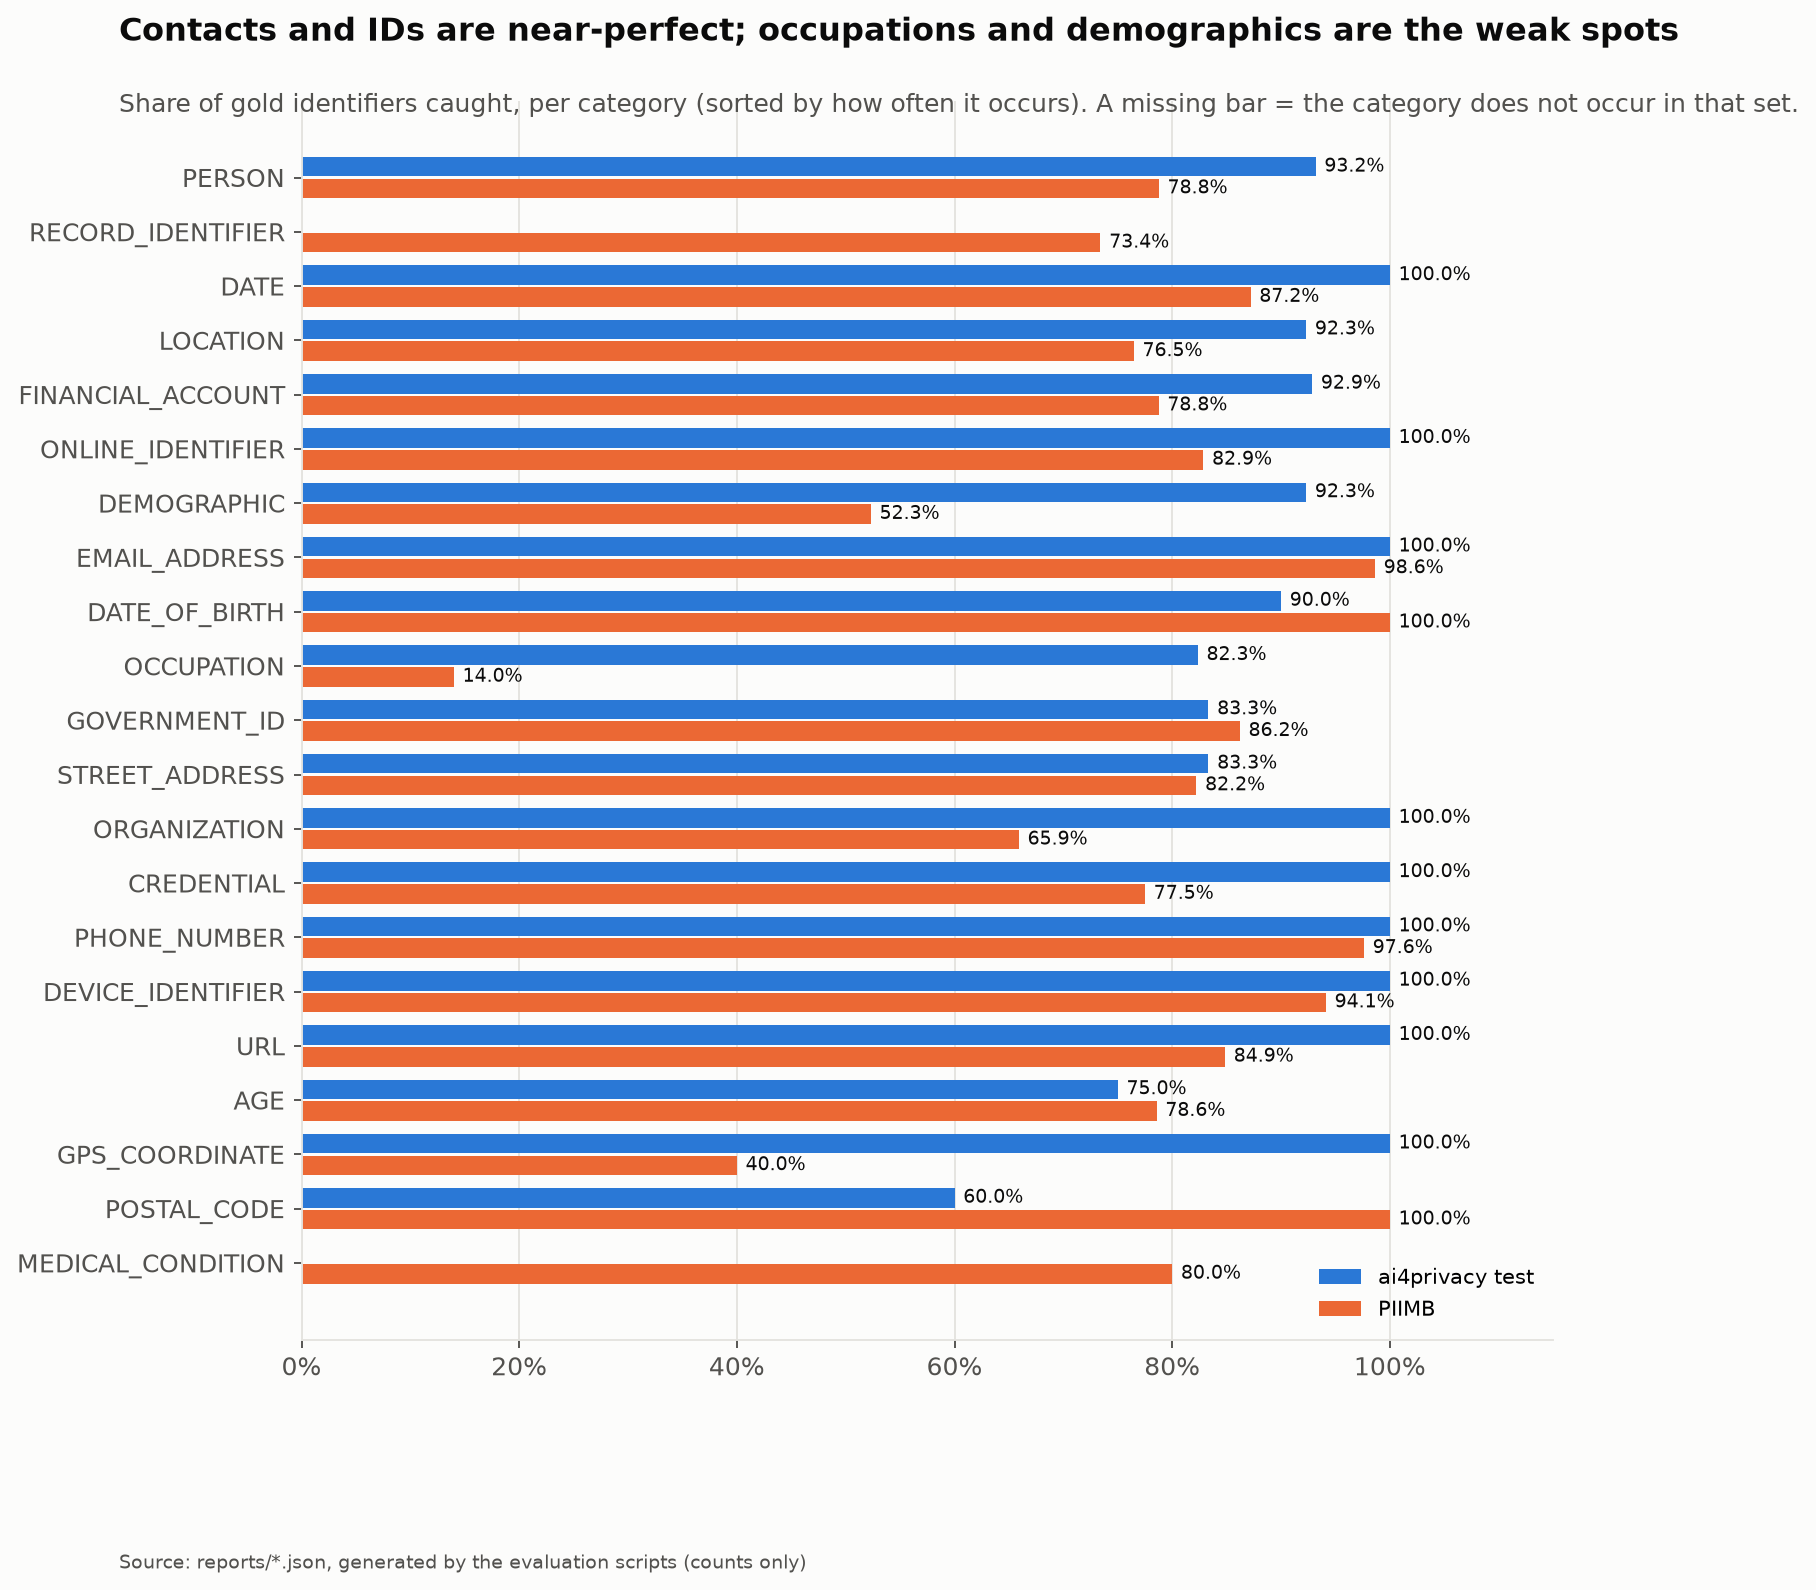 Contacts and IDs are near-perfect; occupations and demographics are the weak spots
Share of gold identifiers caught, per category (sorted by how often it occurs). A missing bar = the category does not occur in that set.
PERSON
93.2%
78.8%
RECORD_IDENTIFIER
73.4%
DATE
100.0%
87.2%
LOCATION
92.3%
76.5%
FINANCIAL_ACCOUNT
92.9%
78.8%
ONLINE_IDENTIFIER
100.0%
82.9%
DEMOGRAPHIC
92.3%
52.3%
EMAIL_ADDRESS
100.0%
98.6%
DATE_OF_BIRTH
90.0%
100.0%
OCCUPATION
82.3%
14.0%
GOVERNMENT_ID
83.3%
86.2%
STREET_ADDRESS
83.3%
82.2%
ORGANIZATION
100.0%
65.9%
CREDENTIAL
100.0%
77.5%
PHONE_NUMBER
100.0%
97.6%
DEVICE_IDENTIFIER
100.0%
94.1%
URL
100.0%
84.9%
AGE
75.0%
78.6%
GPS_COORDINATE
100.0%
40.0%
POSTAL_CODE
60.0%
100.0%
MEDICAL_CONDITION
80.0%
ai4privacy test
PIIMB
0% 20% 40% 60% 80% 100%
Source: reports/*.json, generated by the evaluation scripts (counts only)